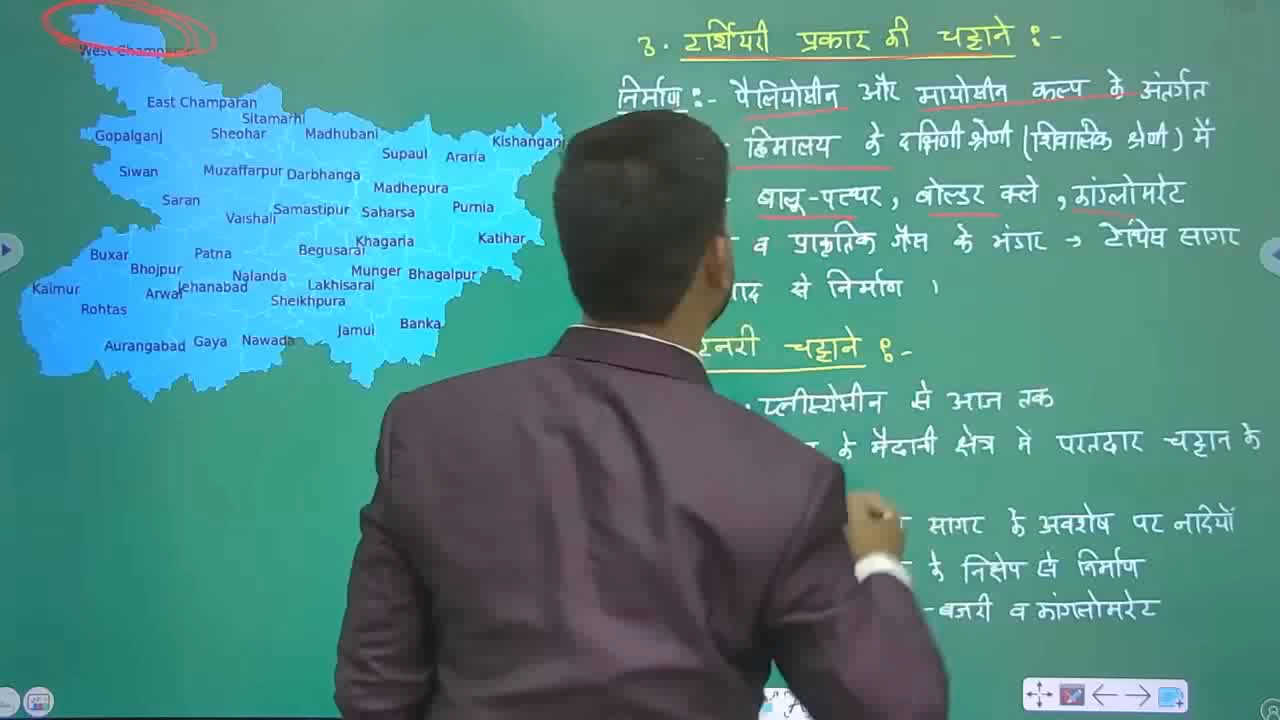 West Champaran
East Champaran
Sitamarhi
Gopalganj
Sheohar
Madhubani
Kishanganj
Supaul
Araria
Siwan
Muzaffarpur
Darbhanga
Madhepura
Saran
Vaishali
Samastipur
Saharsa
Purnia
Khagaria
Katihar
Buxar
Patna
Begusarai
Bhojpur
Nalanda
Munger
Bhagalpur
Kaimur
Arwal
Jehanabad
Lakhisarai
Rohtas
Sheikhpura
Jamui
Banka
Aurangabad
Gaya
Nawada
3. टर्शियरी प्रकार की चट्टाने :-
निर्माण :- पैलियोसीन और मायोसीन कल्प के अंतर्गत
हिमालय के दक्षिणी श्रेणी (शिवालिक श्रेणी) में
बालू-पत्थर, बोल्डर क्ले, कांग्लोमरेट
व प्राकृतिक गैस के भंडार → टेथिस सागर
से निर्माण ।
चट्टाने :-
प्लीस्टोसीन से आज तक
के मैदानी क्षेत्र में परतदार चट्टान के
सागर के अवशेष पर नदियों
के निक्षेप से निर्माण
-बजरी व कांगलोमरेट